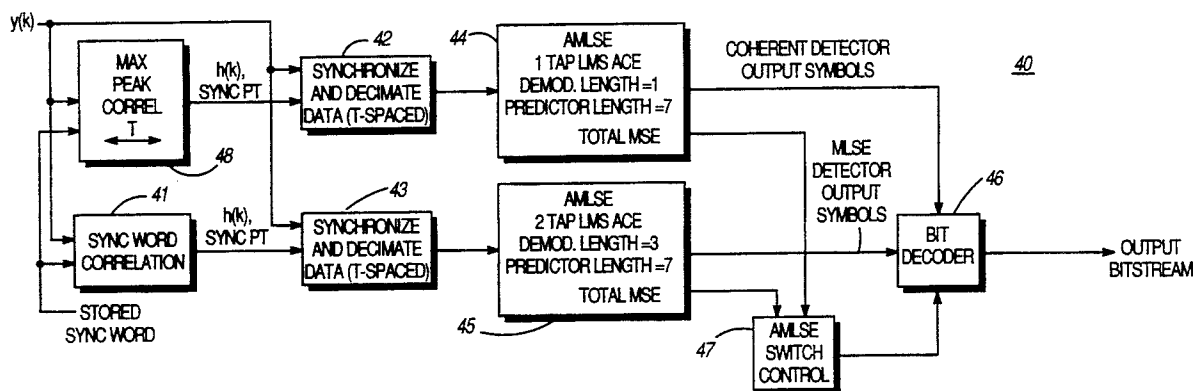 y(k)
MAX
PEAK
CORREL
T
48
h(k),
SYNC PT
42
SYNCHRONIZE
AND DECIMATE
DATA (T-SPACED)
44
AMLSE
1 TAP LMS ACE
DEMOD. LENGTH =1
PREDICTOR LENGTH =7
TOTAL MSE
COHERENT DETECTOR
OUTPUT SYMBOLS
40
41
SYNC WORD
CORRELATION
h(k),
SYNC PT
43
SYNCHRONIZE
AND DECIMATE
DATA (T-SPACED)
AMLSE
2 TAP LMS ACE
DEMOD. LENGTH =3
PREDICTOR LENGTH =7
TOTAL MSE
45
MLSE
DETECTOR
OUTPUT
SYMBOLS
46
BIT
DECODER
OUTPUT
BITSTREAM
STORED
SYNC WORD
47
AMLSE
SWITCH
CONTROL